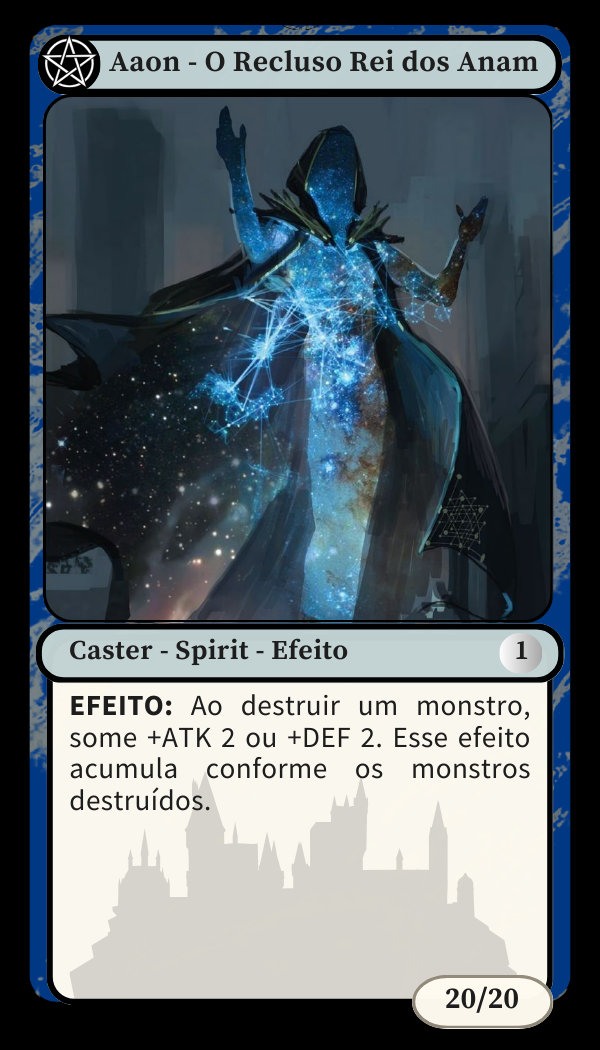 Aaon - O Recluso Rei dos Anam
Caster - Spirit - Efeito
1
EFEITO: Ao destruir um monstro,
some +ATK 2 ou +DEF 2. Esse efeito
acumula conforme os monstros
destruídos.
20/20